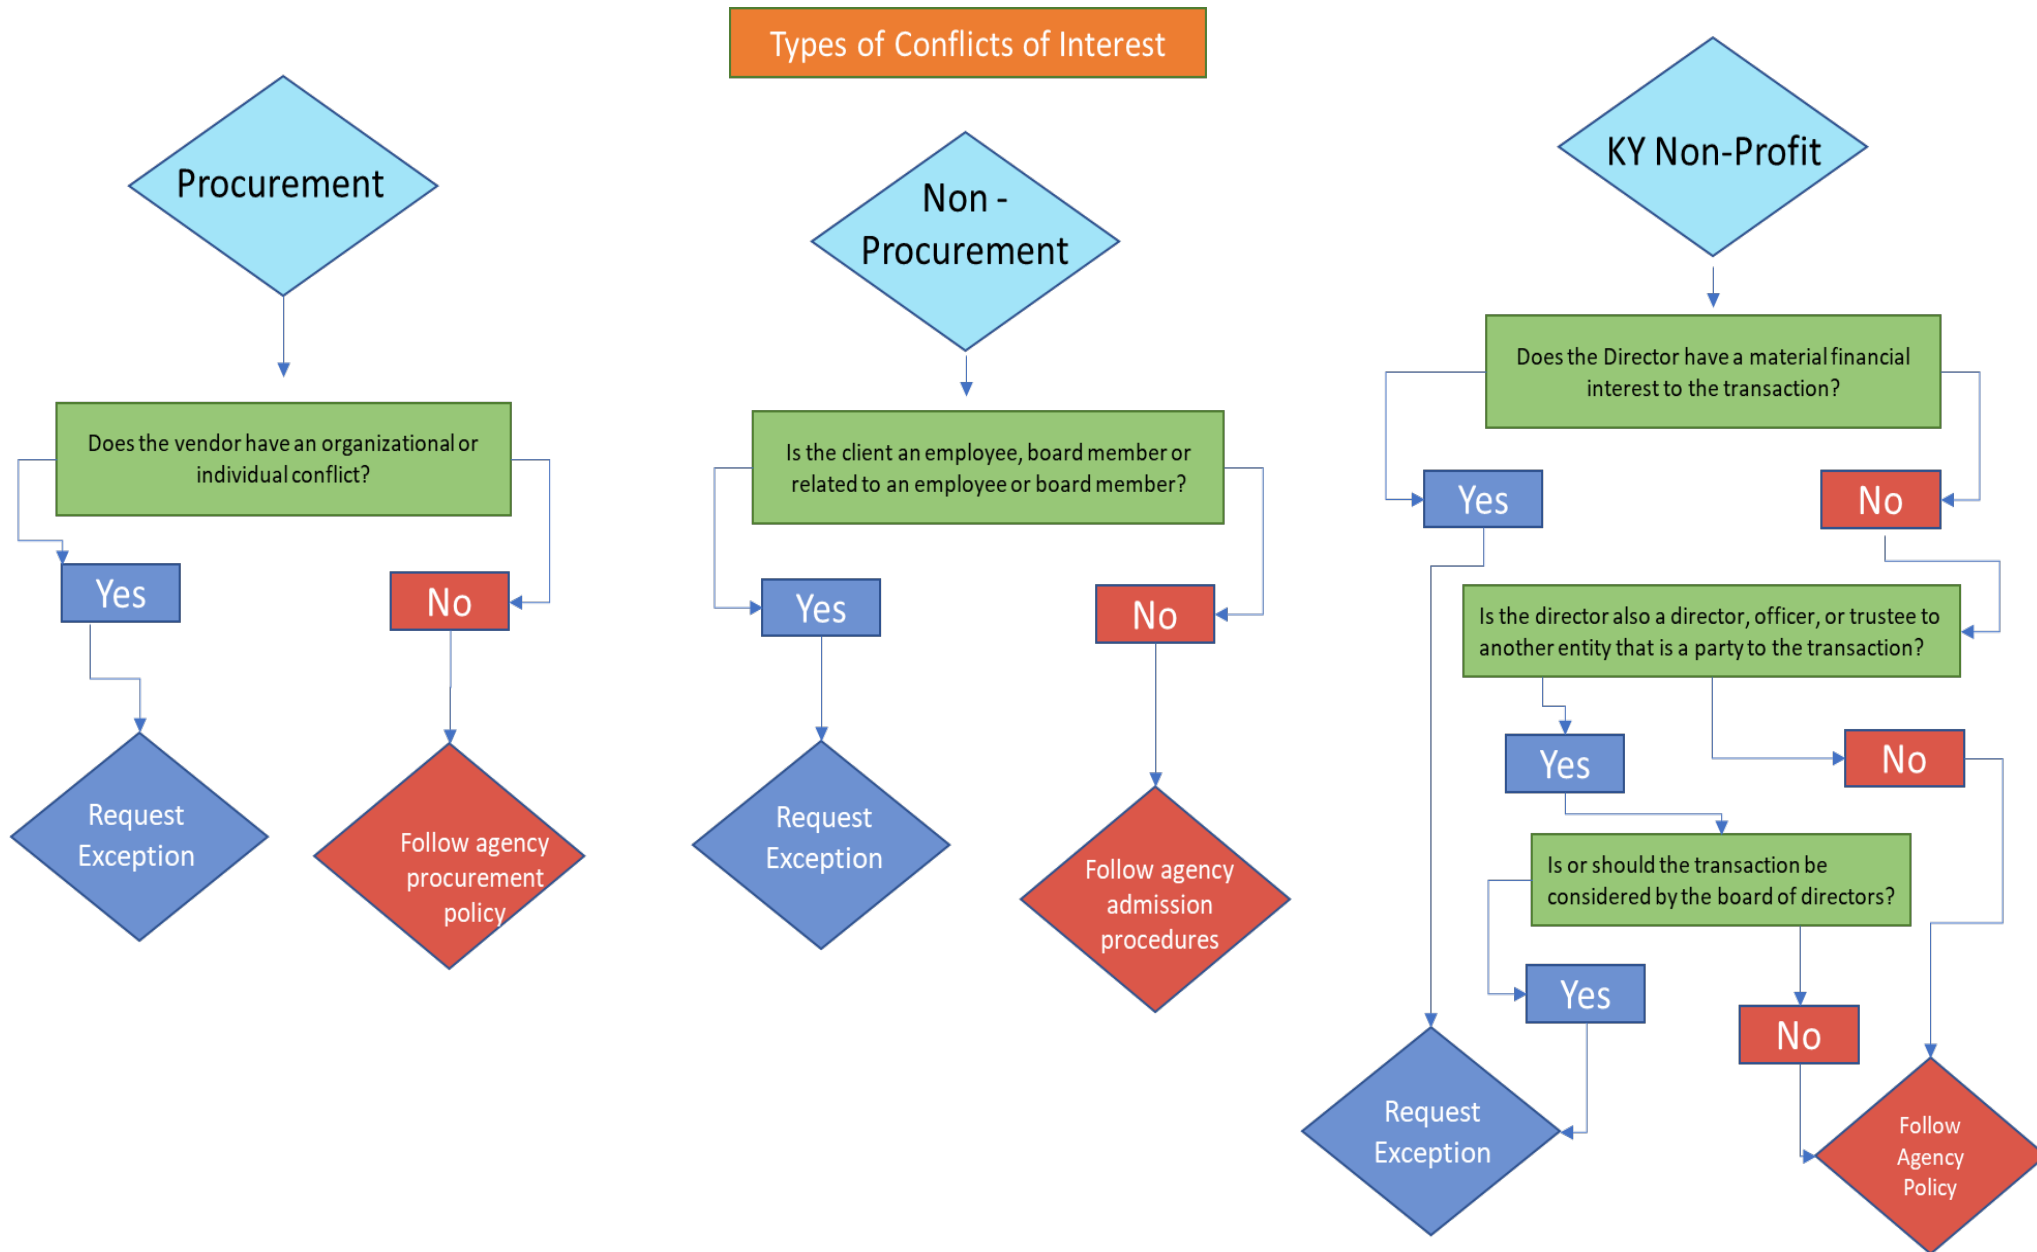 Types of Conflicts of Interest
Procurement
Does the vendor have an organizational or
individual conflict?
Yes
No
Request
Exception
Follow agency
procurement
policy
Non -
Procurement
Is the client an employee, board member or
related to an employee or board member?
Yes
No
Request
Exception
Follow agency
admission
procedures
KY Non-Profit
Does the Director have a material financial
interest to the transaction?
Yes
No
Is the director also a director, officer, or trustee to
another entity that is a party to the transaction?
Yes
No
Is or should the transaction be
considered by the board of directors?
Yes
No
Request
Exception
Follow
Agency
Policy